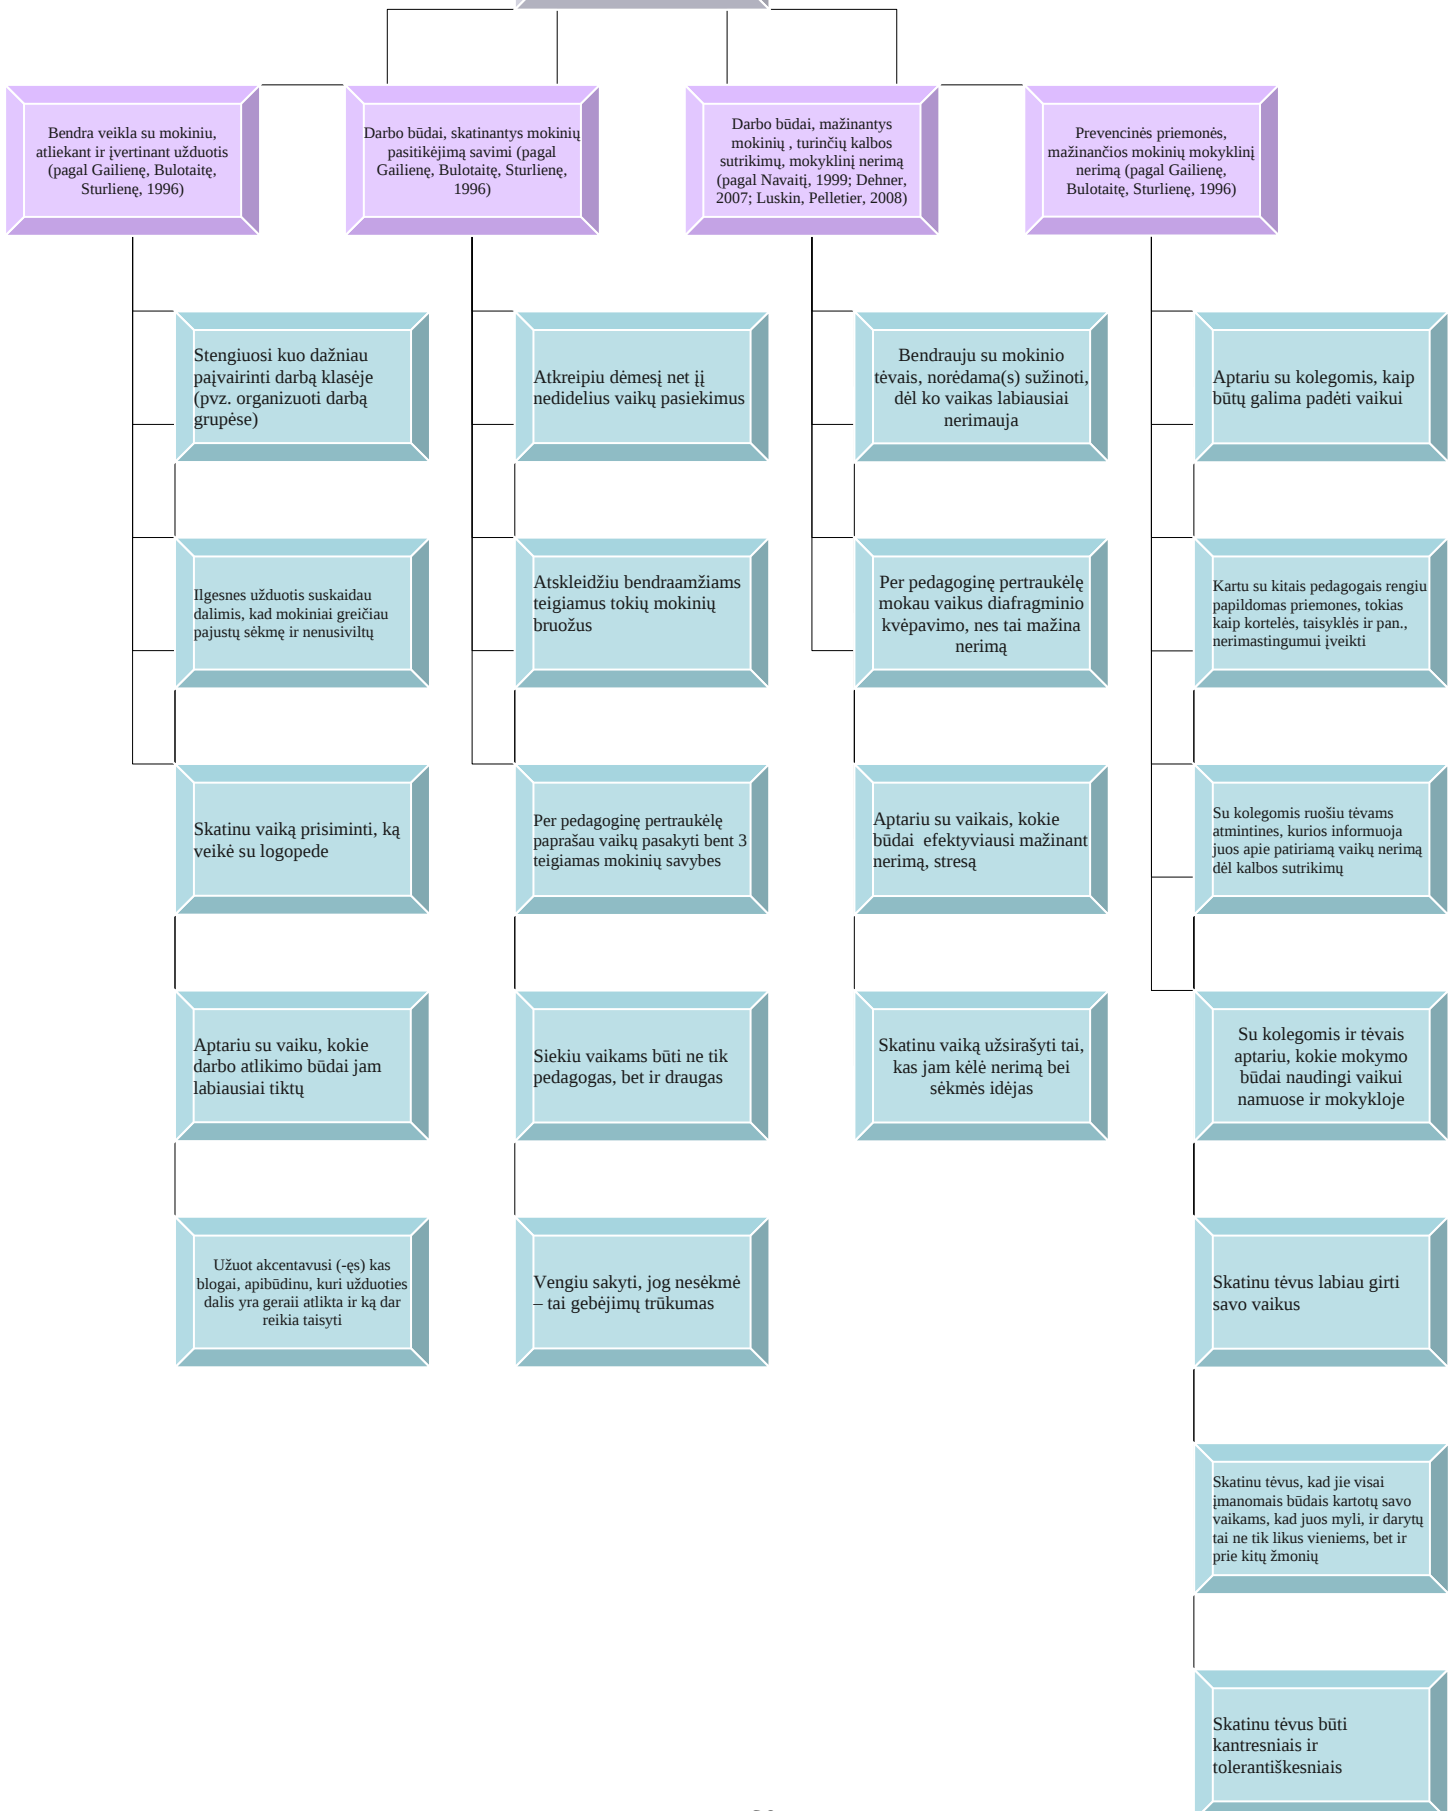 Bendra veikla su mokiniu,
atliekant ir įvertinant užduotis
(pagal Gailienę, Bulotaitę,
Sturlienę, 1996)
Darbo būdai, skatinantys mokinių
pasitikėjimą savimi (pagal
Gailienę, Bulotaitę, Sturlienę,
1996)
Darbo būdai, mažinantys
mokinių , turinčių kalbos
sutrikimų, mokyklinį nerimą
(pagal Navaitį, 1999; Dehner,
2007; Luskin, Pelletier, 2008)
Prevencinės priemonės,
mažinančios mokinių mokyklinį
nerimą (pagal Gailienę,
Bulotaitę, Sturlienę, 1996)
Stengiuosi kuo dažniau
paįvairinti darbą klasėje
(pvz. organizuoti darbą
grupėse)
Ilgesnes užduotis suskaidau
dalimis, kad mokiniai greičiau
pajustų sėkmę ir nenusiviltų
Skatinu vaiką prisiminti, ką
veikė su logopede
Aptariu su vaiku, kokie
darbo atlikimo būdai jam
labiausiai tiktų
Užuot akcentavusi (-ęs) kas
blogai, apibūdinu, kuri užduoties
dalis yra geraii atlikta ir ką dar
reikia taisyti
Atkreipiu dėmesį net įį
nedidelius vaikų pasiekimus
Atskleidžiu bendraamžiams
teigiamus tokių mokinių
bruožus
Per pedagoginę pertraukėlę
paprašau vaikų pasakyti bent 3
teigiamas mokinių savybes
Siekiu vaikams būti ne tik
pedagogas, bet ir draugas
Vengiu sakyti, jog nesėkmė
– tai gebėjimų trūkumas
Bendrauju su mokinio
tėvais, norėdama(s) sužinoti,
dėl ko vaikas labiausiai
nerimauja
Per pedagoginę pertraukėlę
mokau vaikus diafragminio
kvėpavimo, nes tai mažina
nerimą
Aptariu su vaikais, kokie
būdai efektyviausi mažinant
nerimą, stresą
Skatinu vaiką užsirašyti tai,
kas jam kėlė nerimą bei
sėkmės idėjas
Aptariu su kolegomis, kaip
būtų galima padėti vaikui
Kartu su kitais pedagogais rengiu
papildomas priemones, tokias
kaip kortelės, taisyklės ir pan.,
nerimastingumui įveikti
Su kolegomis ruošiu tėvams
atmintines, kurios informuoja
juos apie patiriamą vaikų nerimą
dėl kalbos sutrikimų
Su kolegomis ir tėvais
aptariu, kokie mokymo
būdai naudingi vaikui
namuose ir mokykloje
Skatinu tėvus labiau girti
savo vaikus
Skatinu tėvus, kad jie visai
įmanomais būdais kartotų savo
vaikams, kad juos myli, ir darytų
tai ne tik likus vieniems, bet ir
prie kitų žmonių
Skatinu tėvus būti
kantresniais ir
tolerantiškesniais